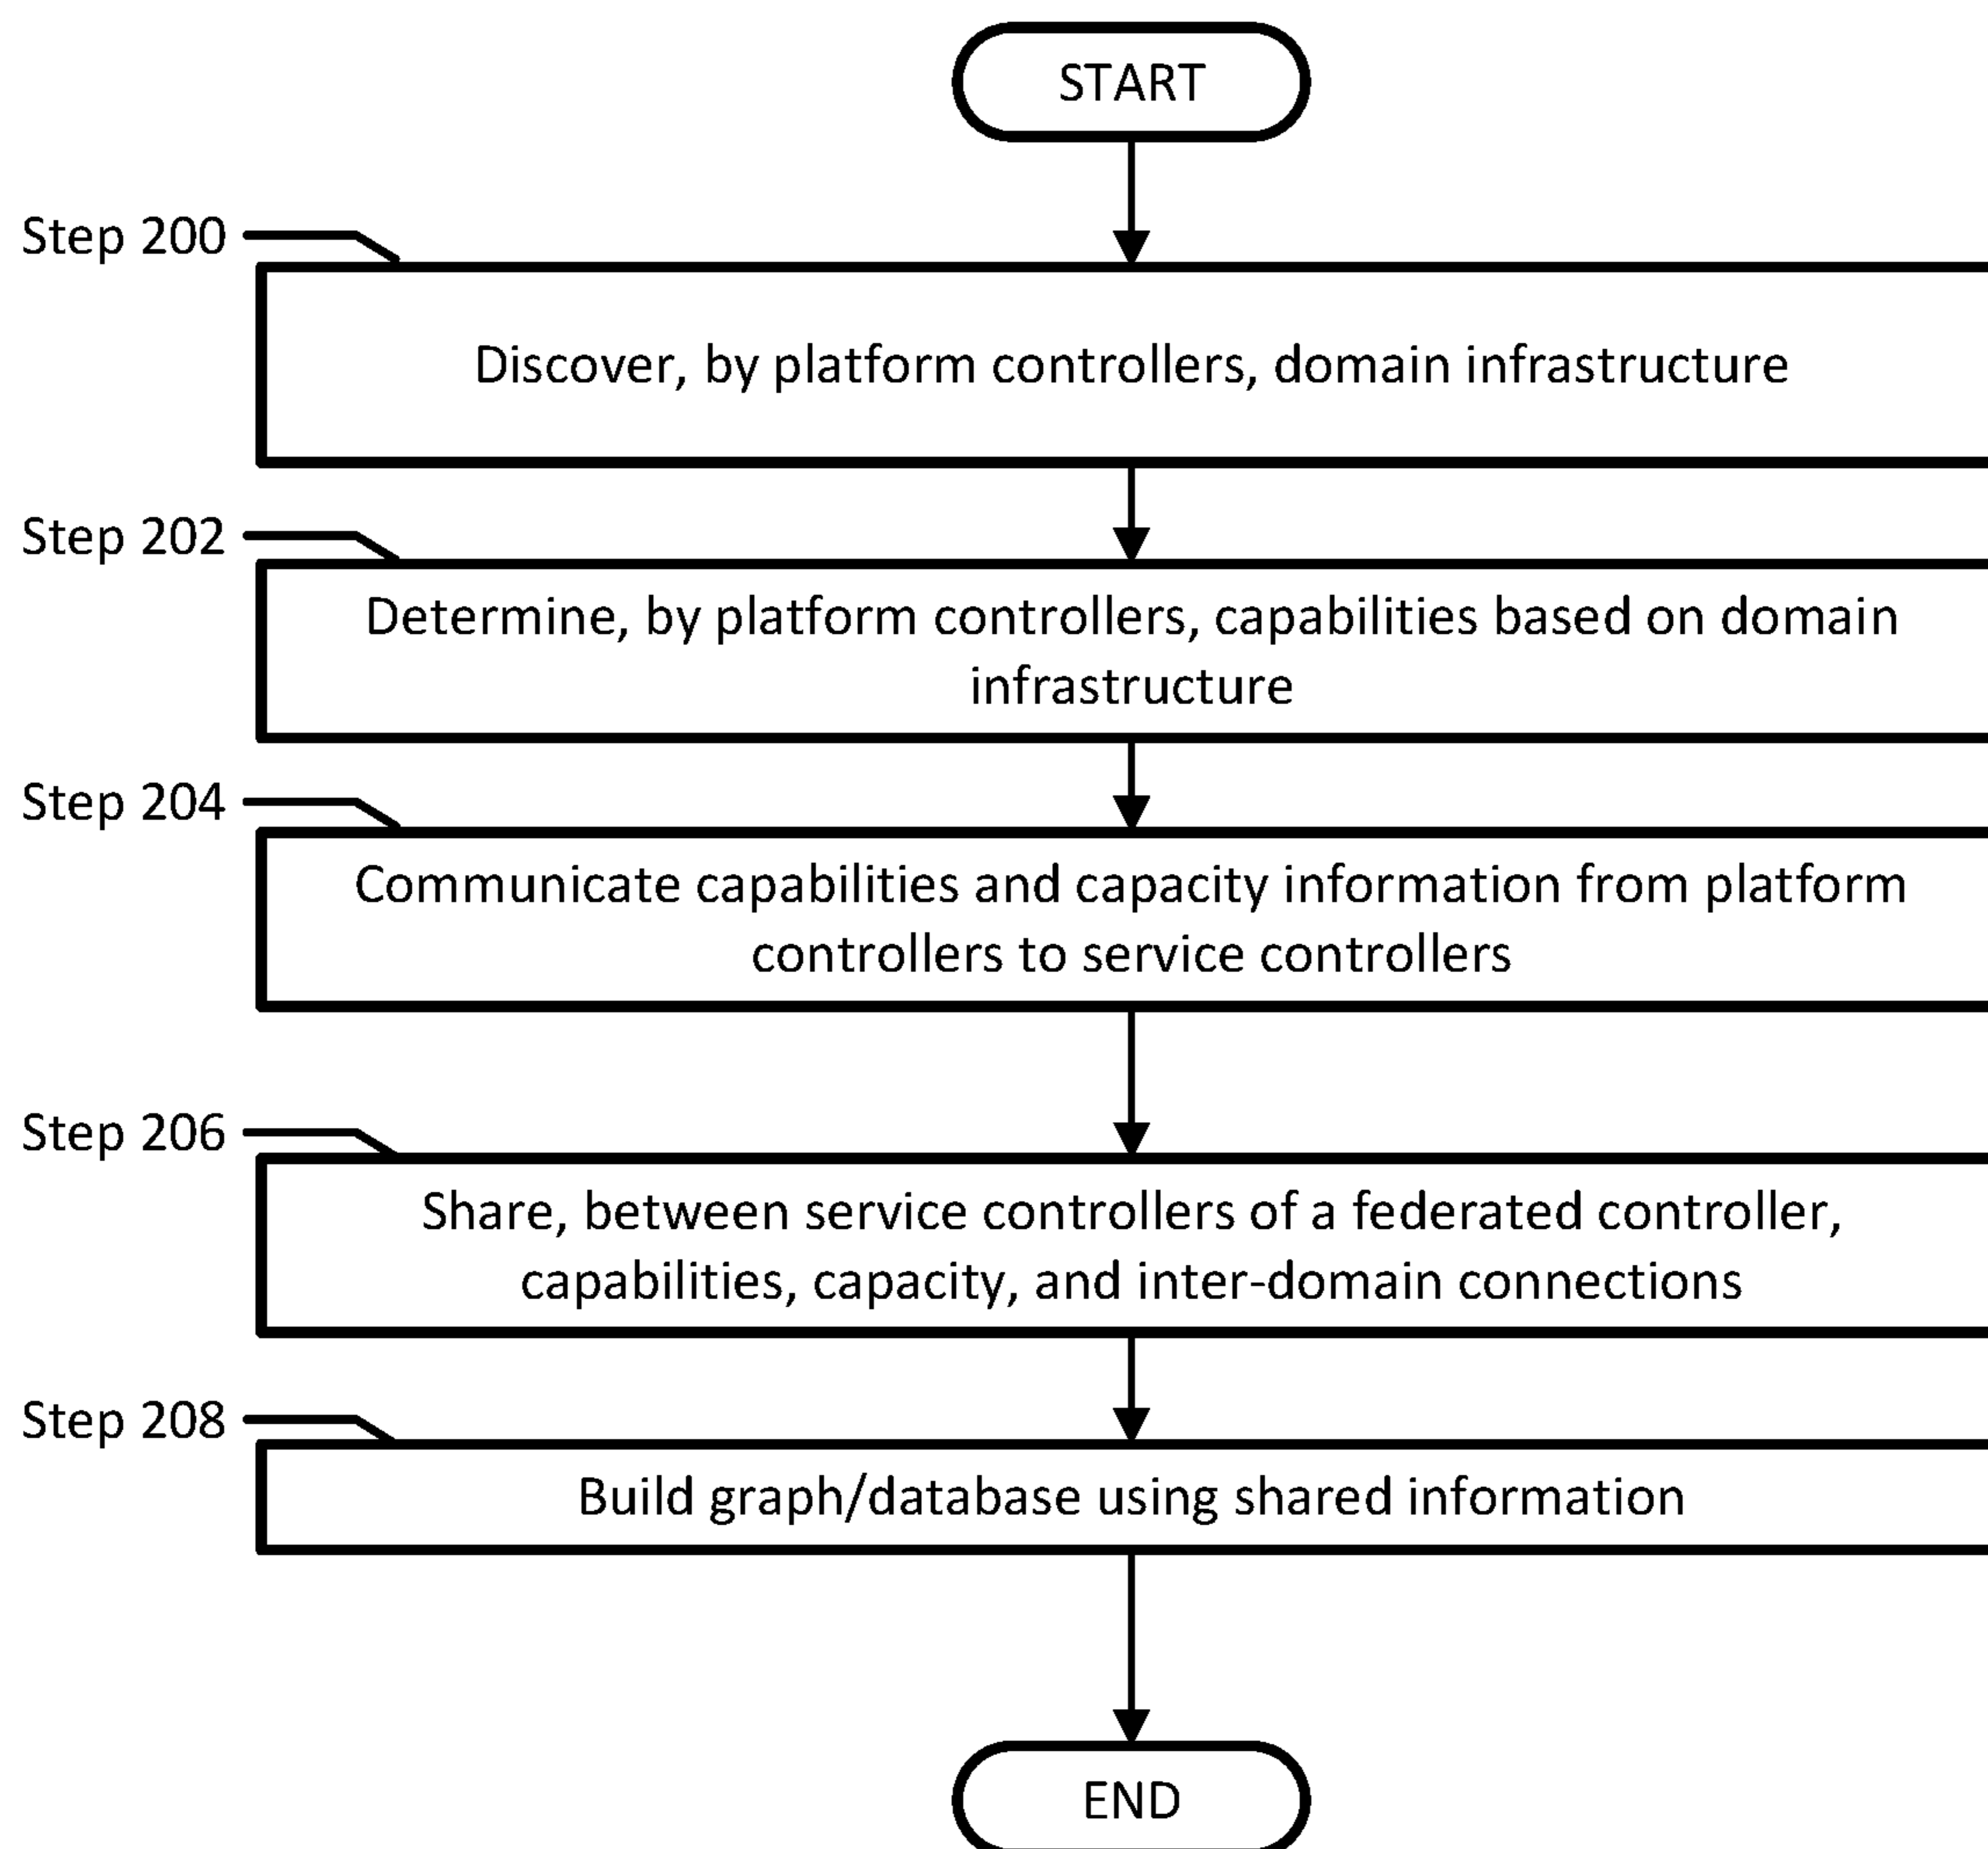 START
Step 200
Discover, by platform controllers, domain infrastructure
Step 202
Determine, by platform controllers, capabilities based on domain
infrastructure
Step 204
Communicate capabilities and capacity information from platform
controllers to service controllers
Step 206
Share, between service controllers of a federated controller,
capabilities, capacity, and inter-domain connections
Step 208
Build graph/database using shared information
END